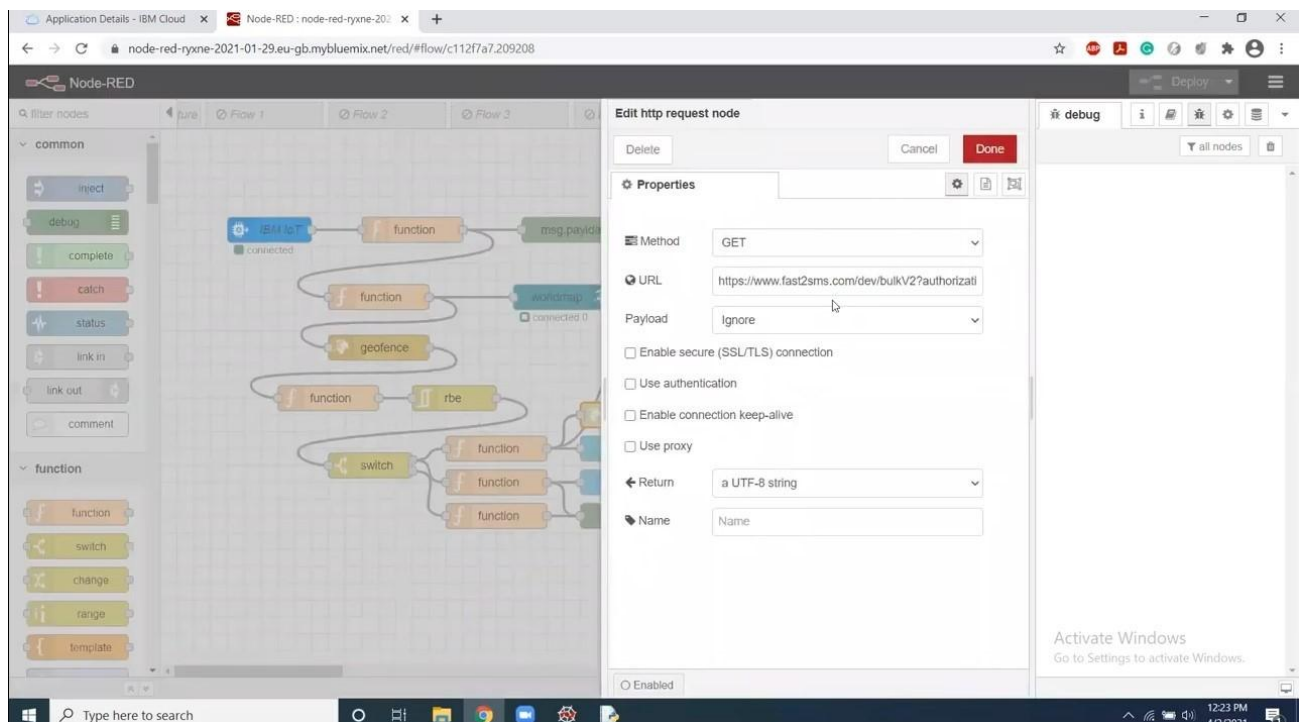 Application Details - IBM Cloud
Node-RED : node-red-ryxne-202
node-red-ryxne-2021-01-29.eu-gb.mybluemix.net/red/#flow/c112f7a7.209208
Node-RED
Deploy
filter nodes
Flow 1
Flow 2
Flow 3
common
inject
debug
complete
catch
status
link in
link out
comment
function
function
switch
change
range
template
IBM IoT
connected
function
msg.payloa
function
worldmap
connected 0
geofence
function
rbe
switch
function
function
function
Edit http request node
Delete
Cancel
Done
Properties
Method
GET
URL
https://www.fast2sms.com/dev/bulkV2?authorizati
Payload
Ignore
Enable secure (SSL/TLS) connection
Use authentication
Enable connection keep-alive
Use proxy
Return
a UTF-8 string
Name
Name
Enabled
debug
all nodes
Activate Windows
Go to Settings to activate Windows.
Type here to search
12:23 PM